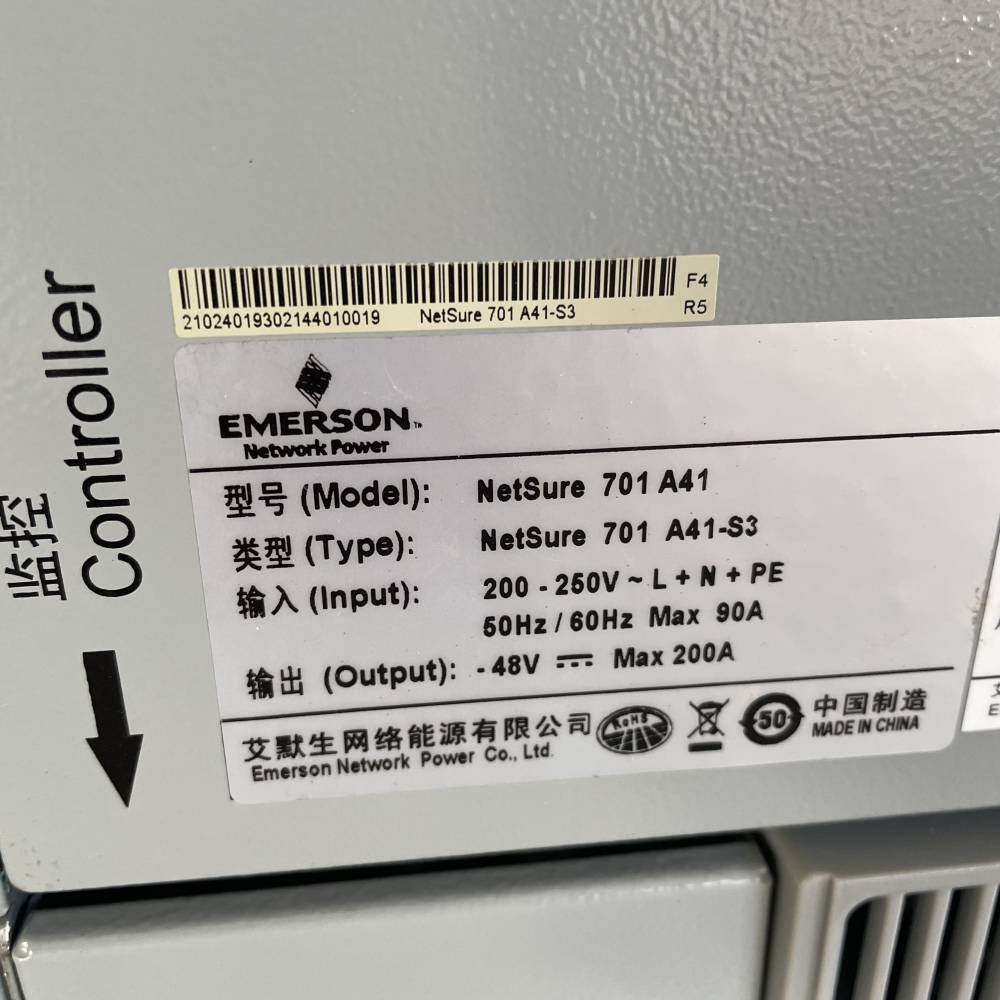 21024019302144010019 NetSure 701 A41-S3
F4
R5
监控
Controller
EMERSON™
Network Power
型号 (Model): NetSure 701 A41
类型 (Type): NetSure 701 A41-S3
输入 (Input): 200 - 250V ~ L + N + PE
50Hz / 60Hz Max 90A
输出 (Output): - 48V ⎓ Max 200A
艾默生网络能源有限公司
Emerson Network Power Co., Ltd.
RoHS
50
中国制造
MADE IN CHINA